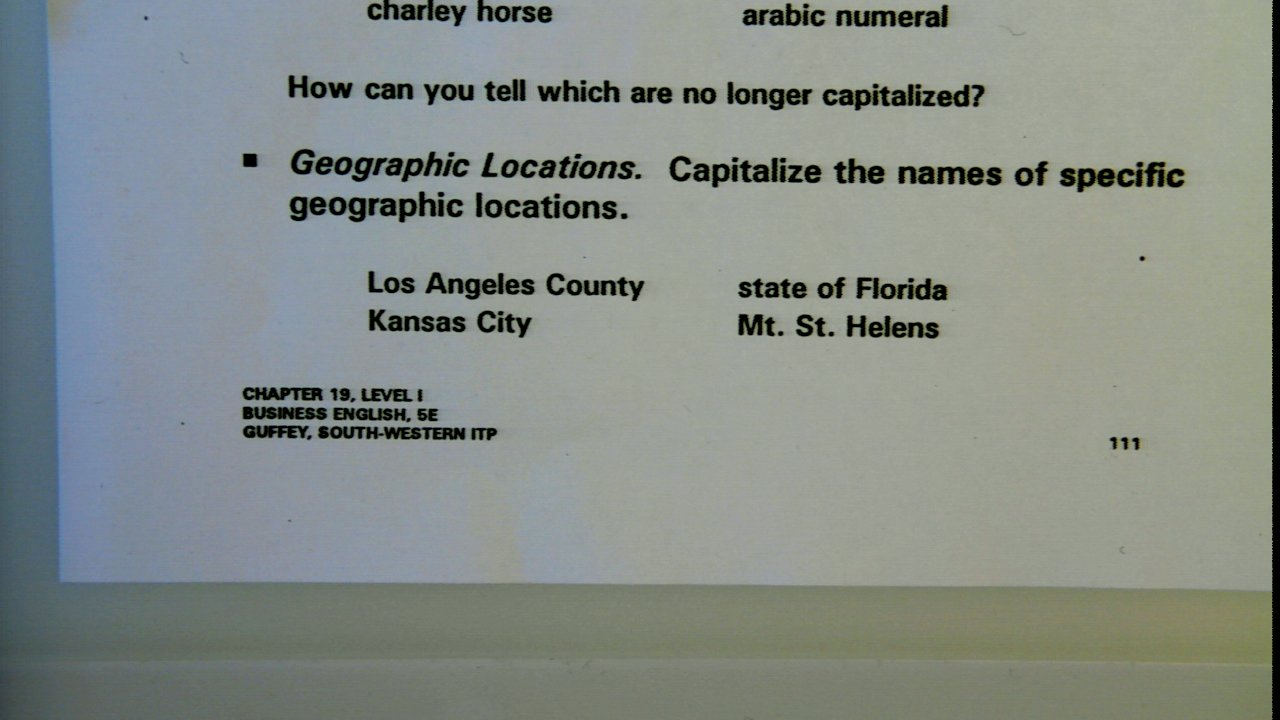 charley horse arabic numeral
How can you tell which are no longer capitalized?
▪ Geographic Locations. Capitalize the names of specific
geographic locations.
Los Angeles County state of Florida
Kansas City Mt. St. Helens
CHAPTER 19, LEVEL I
BUSINESS ENGLISH, 5E
GUFFEY, SOUTH-WESTERN ITP
111